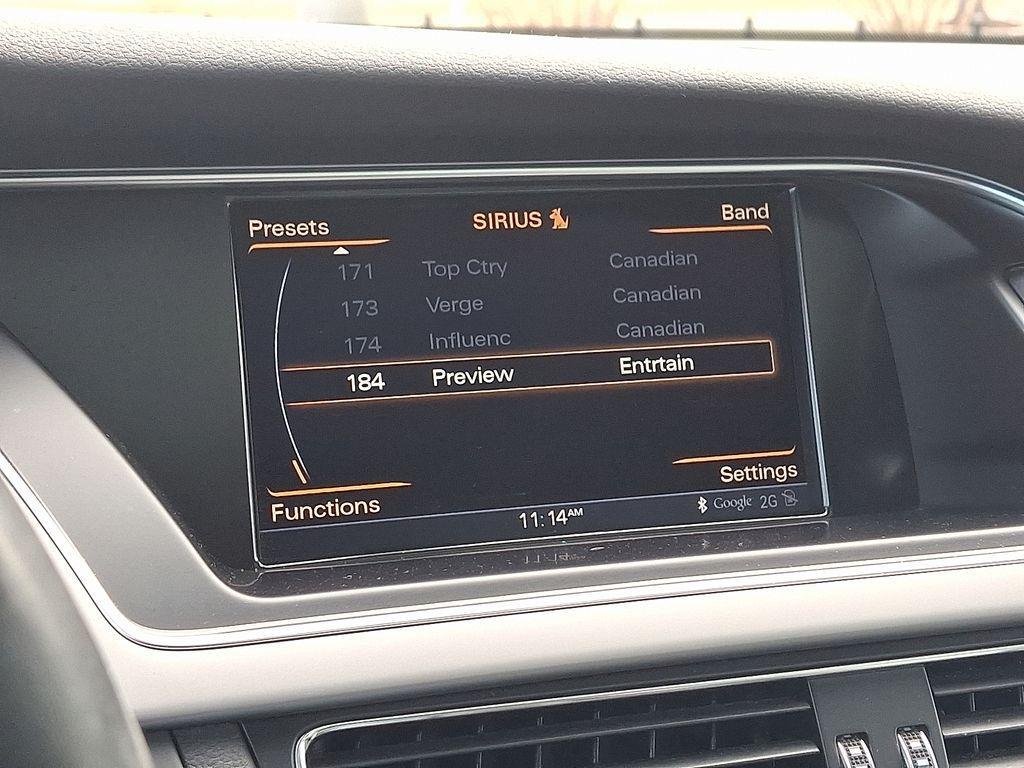 Presets SIRIUS Band
171 Top Ctry Canadian
173 Verge Canadian
174 Influenc Canadian
184 Preview Entrtain
Settings
Functions
11:14AM Google 2G